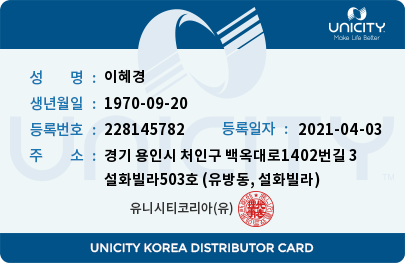 UNICITY
Make Life Better
성 명 : 이혜경
생년월일 : 1970-09-20
등록번호 : 228145782 등록일자 : 2021-04-03
주 소 : 경기 용인시 처인구 백옥대로1402번길 3
설화빌라503호 (유방동, 설화빌라)
유니시티코리아(유)
UNICITY
UNICITY KOREA DISTRIBUTOR CARD